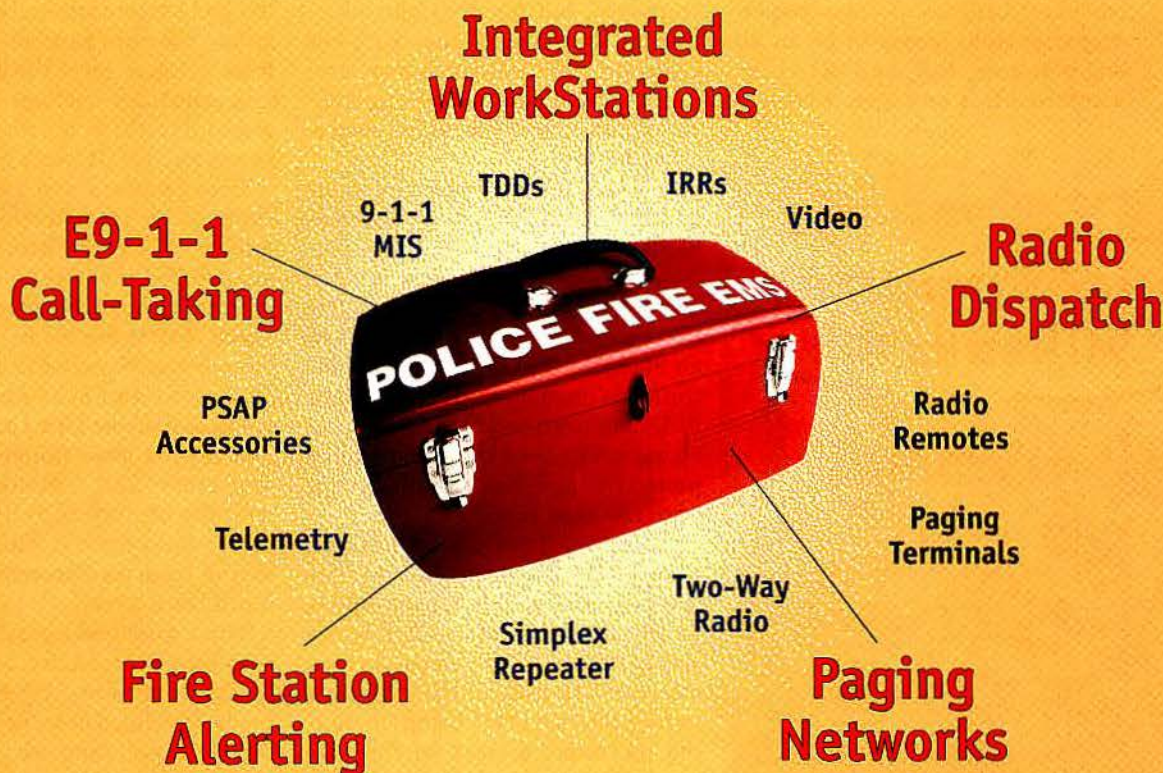 Integrated
WorkStations
TDDs
IRRs
9-1-1
MIS
Video
E9-1-1
Call-Taking
Radio
Dispatch
POLICE FIRE EMS
PSAP
Accessories
Radio
Remotes
Telemetry
Paging
Terminals
Two-Way
Radio
Simplex
Repeater
Fire Station
Alerting
Paging
Networks